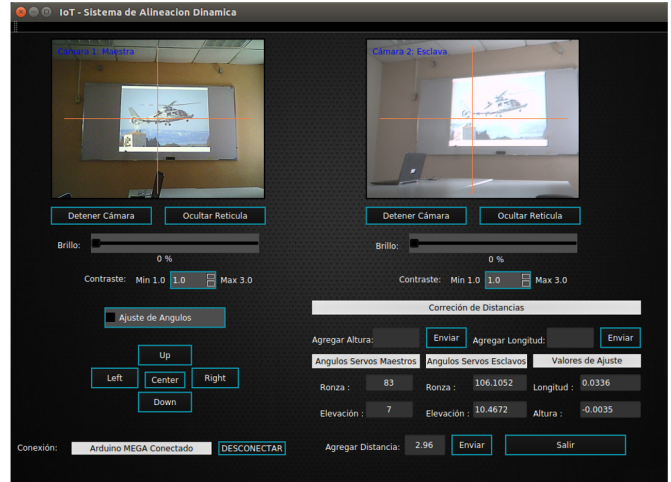 IoT - Sistema de Alineacion Dinamica
Cámara 1: Maestra
Cámara 2: Esclava
Detener Cámara
Ocultar Reticula
Detener Cámara
Ocultar Reticula
Brillo:
0 %
Brillo:
0 %
Contraste: Min 1.0 1.0 Max 3.0
Contraste: Min 1.0 1.0 Max 3.0
Ajuste de Angulos
Up
Left Center Right
Down
Correción de Distancias
Agregar Altura: Enviar Agregar Longitud: Enviar
Angulos Servos Maestros Angulos Servos Esclavos Valores de Ajuste
Ronza : 83 Ronza : 106.1052 Longitud : 0.0336
Elevación : 7 Elevación : 10.4672 Altura : -0.0035
Conexión: Arduino MEGA Conectado DESCONECTAR
Agregar Distancia: 2.96 Enviar Salir